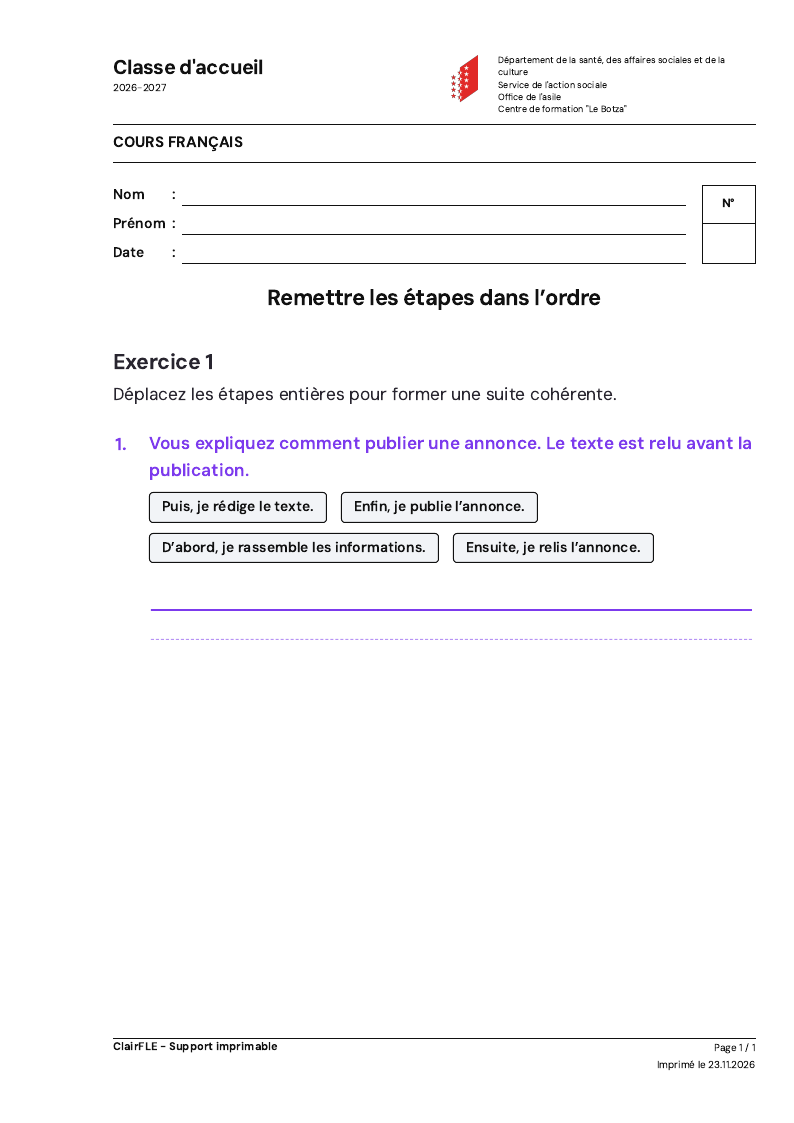 Classe d'accueil
2026-2027
Département de la santé, des affaires sociales et de la
culture
Service de l'action sociale
Office de l'asile
Centre de formation "Le Botza"
COURS FRANÇAIS
Nom :
Prénom :
Date :
N°
Remettre les étapes dans l’ordre
Exercice 1
Déplacez les étapes entières pour former une suite cohérente.
1. Vous expliquez comment publier une annonce. Le texte est relu avant la
publication.
Puis, je rédige le texte. Enfin, je publie l’annonce.
D’abord, je rassemble les informations. Ensuite, je relis l’annonce.
ClairFLE - Support imprimable
Page 1 / 1
Imprimé le 23.11.2026